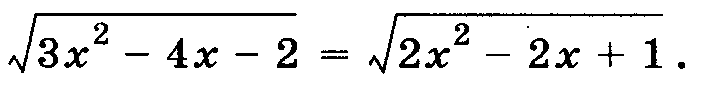 √(3x² − 4x − 2) = √(2x² − 2x + 1).